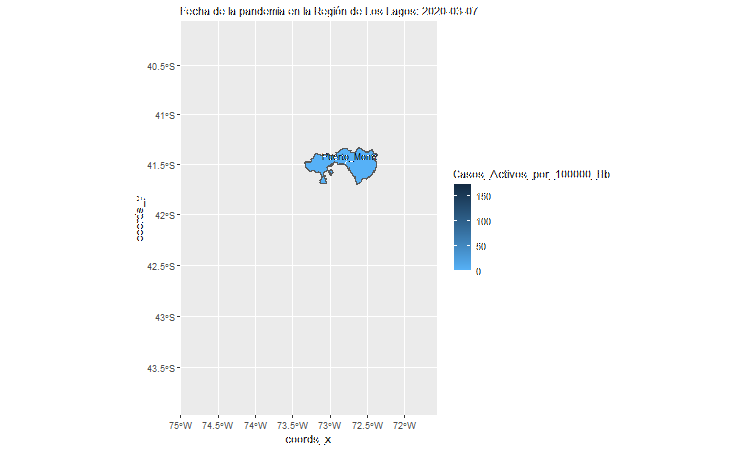 Fecha de la pandemia en la Región de Los Lagos: 2020-03-07
40.5°S
41°S
41.5°S
42°S
42.5°S
43°S
43.5°S
75°W 74.5°W 74°W 73.5°W 73°W 72.5°W 72°W
coords_x
coords_y
Casos_Activos_por_100000_Hb
150
100
50
0